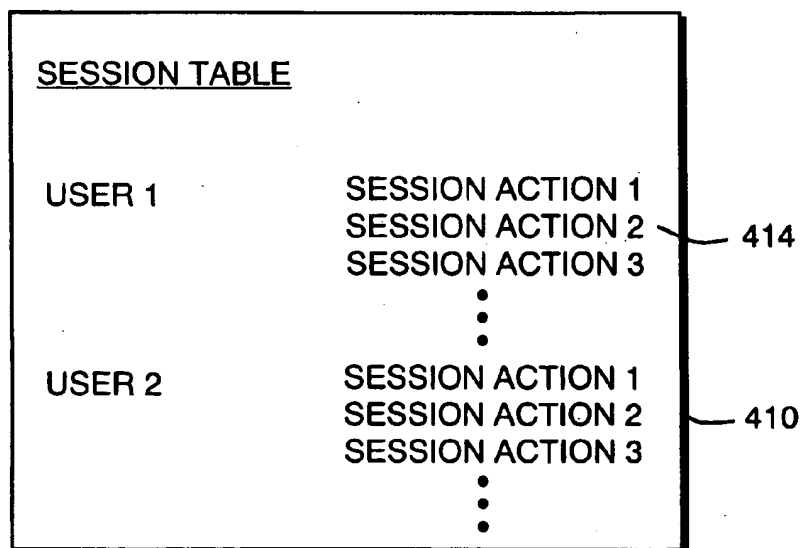 SESSION TABLE
USER 1 SESSION ACTION 1
SESSION ACTION 2 414
SESSION ACTION 3
USER 2 SESSION ACTION 1
SESSION ACTION 2 410
SESSION ACTION 3